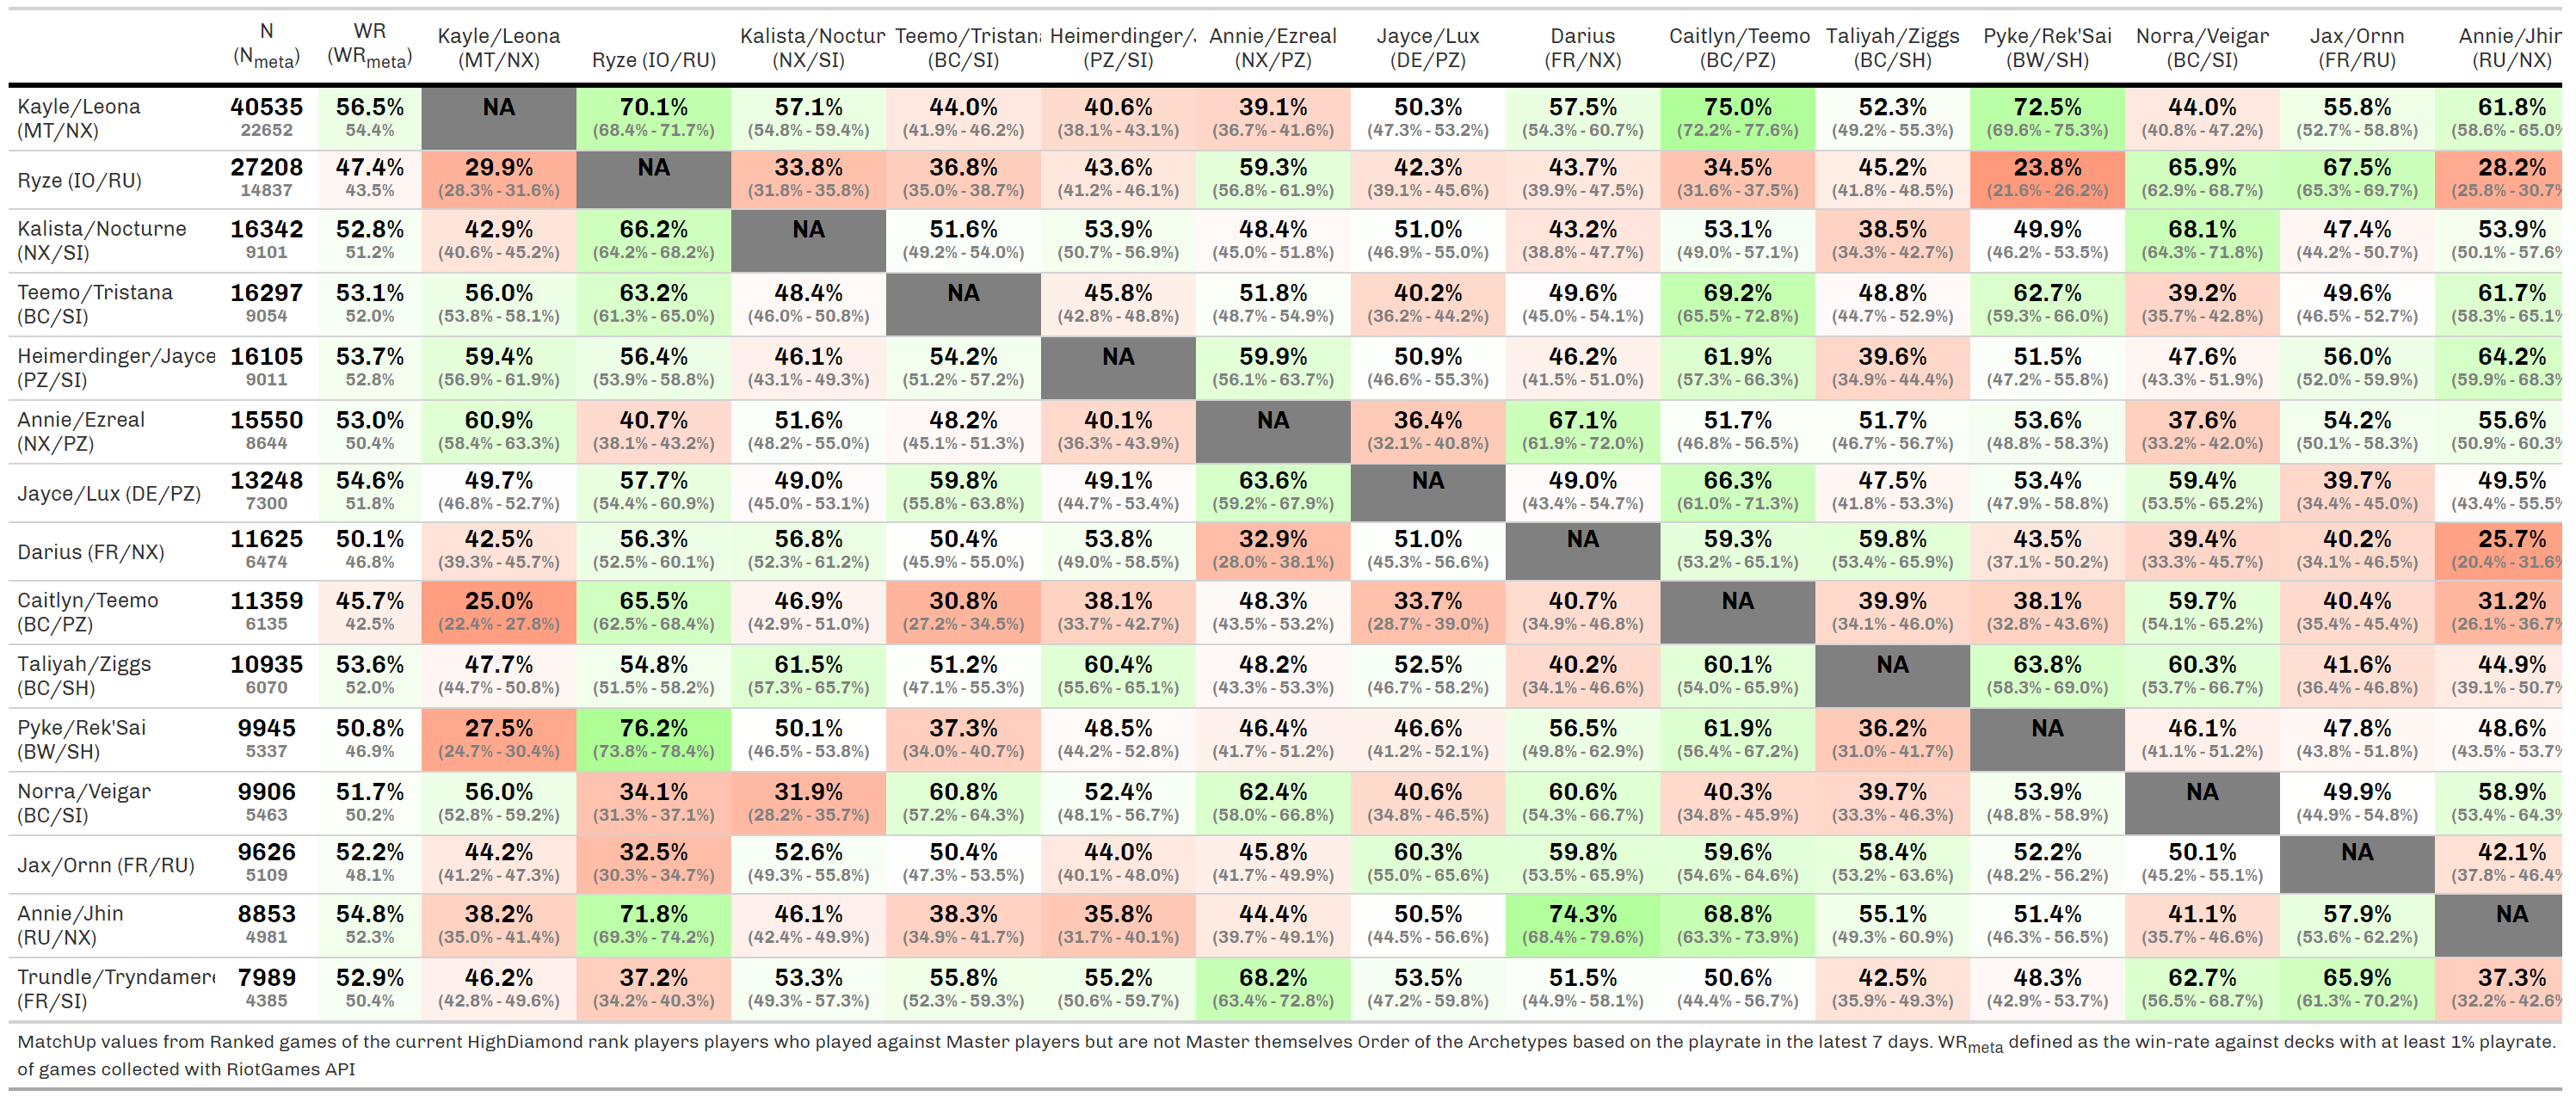 N WR Kayle/Leona Kalista/Noctur Teemo/Tristana Heimerdinger/J Annie/Ezreal Jayce/Lux Darius Caitlyn/Teemo Taliyah/Ziggs Pyke/Rek'Sai Norra/Veigar Jax/Ornn Annie/Jhin
(Nmeta) (WRmeta) (MT/NX) Ryze (IO/RU) (NX/SI) (BC/SI) (PZ/SI) (NX/PZ) (DE/PZ) (FR/NX) (BC/PZ) (BC/SH) (BW/SH) (BC/SI) (FR/RU) (RU/NX)
Kayle/Leona 40535 56.5% NA 70.1% 57.1% 44.0% 40.6% 39.1% 50.3% 57.5% 75.0% 52.3% 72.5% 44.0% 55.8% 61.8%
(MT/NX) 22652 54.4% (68.4% - 71.7%) (54.8% - 59.4%) (41.9% - 46.2%) (38.1% - 43.1%) (36.7% - 41.6%) (47.3% - 53.2%) (54.3% - 60.7%) (72.2% - 77.6%) (49.2% - 55.3%) (69.6% - 75.3%) (40.8% - 47.2%) (52.7% - 58.8%) (58.6% - 65.0%
Ryze (IO/RU) 27208 47.4% 29.9% NA 33.8% 36.8% 43.6% 59.3% 42.3% 43.7% 34.5% 45.2% 23.8% 65.9% 67.5% 28.2%
14837 43.5% (28.3% - 31.6%) (31.8% - 35.8%) (35.0% - 38.7%) (41.2% - 46.1%) (56.8% - 61.9%) (39.1% - 45.6%) (39.9% - 47.5%) (31.6% - 37.5%) (41.8% - 48.5%) (21.6% - 26.2%) (62.9% - 68.7%) (65.3% - 69.7%) (25.8% - 30.7%
Kalista/Nocturne 16342 52.8% 42.9% 66.2% NA 51.6% 53.9% 48.4% 51.0% 43.2% 53.1% 38.5% 49.9% 68.1% 47.4% 53.9%
(NX/SI) 9101 51.2% (40.6% - 45.2%) (64.2% - 68.2%) (49.2% - 54.0%) (50.7% - 56.9%) (45.0% - 51.8%) (46.9% - 55.0%) (38.8% - 47.7%) (49.0% - 57.1%) (34.3% - 42.7%) (46.2% - 53.5%) (64.3% - 71.8%) (44.2% - 50.7%) (50.1% - 57.6%
Teemo/Tristana 16297 53.1% 56.0% 63.2% 48.4% NA 45.8% 51.8% 40.2% 49.6% 69.2% 48.8% 62.7% 39.2% 49.6% 61.7%
(BC/SI) 9054 52.0% (53.8% - 58.1%) (61.3% - 65.0%) (46.0% - 50.8%) (42.8% - 48.8%) (48.7% - 54.9%) (36.2% - 44.2%) (45.0% - 54.1%) (65.5% - 72.8%) (44.7% - 52.9%) (59.3% - 66.0%) (35.7% - 42.8%) (46.5% - 52.7%) (58.3% - 65.1%
Heimerdinger/Jayce 16105 53.7% 59.4% 56.4% 46.1% 54.2% NA 59.9% 50.9% 46.2% 61.9% 39.6% 51.5% 47.6% 56.0% 64.2%
(PZ/SI) 9011 52.8% (56.9% - 61.9%) (53.9% - 58.8%) (43.1% - 49.3%) (51.2% - 57.2%) (56.1% - 63.7%) (46.6% - 55.3%) (41.5% - 51.0%) (57.3% - 66.3%) (34.9% - 44.4%) (47.2% - 55.8%) (43.3% - 51.9%) (52.0% - 59.9%) (59.9% - 68.3%
Annie/Ezreal 15550 53.0% 60.9% 40.7% 51.6% 48.2% 40.1% NA 36.4% 67.1% 51.7% 51.7% 53.6% 37.6% 54.2% 55.6%
(NX/PZ) 8644 50.4% (58.4% - 63.3%) (38.1% - 43.2%) (48.2% - 55.0%) (45.1% - 51.3%) (36.3% - 43.9%) (32.1% - 40.8%) (61.9% - 72.0%) (46.8% - 56.5%) (46.7% - 56.7%) (48.8% - 58.3%) (33.2% - 42.0%) (50.1% - 58.3%) (50.9% - 60.3%
Jayce/Lux (DE/PZ) 13248 54.6% 49.7% 57.7% 49.0% 59.8% 49.1% 63.6% NA 49.0% 66.3% 47.5% 53.4% 59.4% 39.7% 49.5%
7300 51.8% (46.8% - 52.7%) (54.4% - 60.9%) (45.0% - 53.1%) (55.8% - 63.8%) (44.7% - 53.4%) (59.2% - 67.9%) (43.4% - 54.7%) (61.0% - 71.3%) (41.8% - 53.3%) (47.9% - 58.8%) (53.5% - 65.2%) (34.4% - 45.0%) (43.4% - 55.5%
Darius (FR/NX) 11625 50.1% 42.5% 56.3% 56.8% 50.4% 53.8% 32.9% 51.0% NA 59.3% 59.8% 43.5% 39.4% 40.2% 25.7%
6474 46.8% (39.3% - 45.7%) (52.5% - 60.1%) (52.3% - 61.2%) (45.9% - 55.0%) (49.0% - 58.5%) (28.0% - 38.1%) (45.3% - 56.6%) (53.2% - 65.1%) (53.4% - 65.9%) (37.1% - 50.2%) (33.3% - 45.7%) (34.1% - 46.5%) (20.4% - 31.6%
Caitlyn/Teemo 11359 45.7% 25.0% 65.5% 46.9% 30.8% 38.1% 48.3% 33.7% 40.7% NA 39.9% 38.1% 59.7% 40.4% 31.2%
(BC/PZ) 6135 42.5% (22.4% - 27.8%) (62.5% - 68.4%) (42.9% - 51.0%) (27.2% - 34.5%) (33.7% - 42.7%) (43.5% - 53.2%) (28.7% - 39.0%) (34.9% - 46.8%) (34.1% - 46.0%) (32.8% - 43.6%) (54.1% - 65.2%) (35.4% - 45.4%) (26.1% - 36.7%
Taliyah/Ziggs 10935 53.6% 47.7% 54.8% 61.5% 51.2% 60.4% 48.2% 52.5% 40.2% 60.1% NA 63.8% 60.3% 41.6% 44.9%
(BC/SH) 6070 52.0% (44.7% - 50.8%) (51.5% - 58.2%) (57.3% - 65.7%) (47.1% - 55.3%) (55.6% - 65.1%) (43.3% - 53.3%) (46.7% - 58.2%) (34.1% - 46.6%) (54.0% - 65.9%) (58.3% - 69.0%) (53.7% - 66.7%) (36.4% - 46.8%) (39.1% - 50.7%
Pyke/Rek'Sai 9945 50.8% 27.5% 76.2% 50.1% 37.3% 48.5% 46.4% 46.6% 56.5% 61.9% 36.2% NA 46.1% 47.8% 48.6%
(BW/SH) 5337 46.9% (24.7% - 30.4%) (73.8% - 78.4%) (46.5% - 53.8%) (34.0% - 40.7%) (44.2% - 52.8%) (41.7% - 51.2%) (41.2% - 52.1%) (49.8% - 62.9%) (56.4% - 67.2%) (31.0% - 41.7%) (41.1% - 51.2%) (43.8% - 51.8%) (43.5% - 53.7%
Norra/Veigar 9906 51.7% 56.0% 34.1% 31.9% 60.8% 52.4% 62.4% 40.6% 60.6% 40.3% 39.7% 53.9% NA 49.9% 58.9%
(BC/SI) 5463 50.2% (52.8% - 59.2%) (31.3% - 37.1%) (28.2% - 35.7%) (57.2% - 64.3%) (48.1% - 56.7%) (58.0% - 66.8%) (34.8% - 46.5%) (54.3% - 66.7%) (34.8% - 45.9%) (33.3% - 46.3%) (48.8% - 58.9%) (44.9% - 54.8%) (53.4% - 64.3%
Jax/Ornn (FR/RU) 9626 52.2% 44.2% 32.5% 52.6% 50.4% 44.0% 45.8% 60.3% 59.8% 59.6% 58.4% 52.2% 50.1% NA 42.1%
5109 48.1% (41.2% - 47.3%) (30.3% - 34.7%) (49.3% - 55.8%) (47.3% - 53.5%) (40.1% - 48.0%) (41.7% - 49.9%) (55.0% - 65.6%) (53.5% - 65.9%) (54.6% - 64.6%) (53.2% - 63.6%) (48.2% - 56.2%) (45.2% - 55.1%) (37.8% - 46.4%
Annie/Jhin 8853 54.8% 38.2% 71.8% 46.1% 38.3% 35.8% 44.4% 50.5% 74.3% 68.8% 55.1% 51.4% 41.1% 57.9% NA
(RU/NX) 4981 52.3% (35.0% - 41.4%) (69.3% - 74.2%) (42.4% - 49.9%) (34.9% - 41.7%) (31.7% - 40.1%) (39.7% - 49.1%) (44.5% - 56.6%) (68.4% - 79.6%) (63.3% - 73.9%) (49.3% - 60.9%) (46.3% - 56.5%) (35.7% - 46.6%) (53.6% - 62.2%)
Trundle/Tryndamere 7989 52.9% 46.2% 37.2% 53.3% 55.8% 55.2% 68.2% 53.5% 51.5% 50.6% 42.5% 48.3% 62.7% 65.9% 37.3%
(FR/SI) 4385 50.4% (42.8% - 49.6%) (34.2% - 40.3%) (49.3% - 57.3%) (52.3% - 59.3%) (50.6% - 59.7%) (63.4% - 72.8%) (47.2% - 59.8%) (44.9% - 58.1%) (44.4% - 56.7%) (35.9% - 49.3%) (42.9% - 53.7%) (56.5% - 68.7%) (61.3% - 70.2%) (32.2% - 42.6%
MatchUp values from Ranked games of the current HighDiamond rank players players who played against Master players but are not Master themselves Order of the Archetypes based on the playrate in the latest 7 days. WRmeta defined as the win-rate against decks with at least 1% playrate.
of games collected with RiotGames API